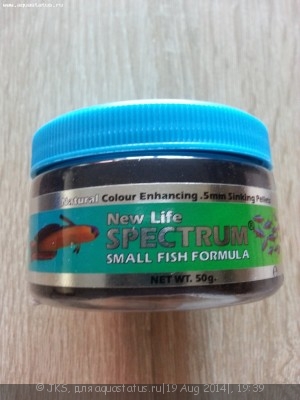 www.aquastatus.ru
Natural Colour Enhancing .5mm Sinking Pellets
New Life
SPECTRUM®
SMALL FISH FORMULA
NET WT. 50g.
© JKS, для aquastatus.ru|19 Aug 2014|, 19:39